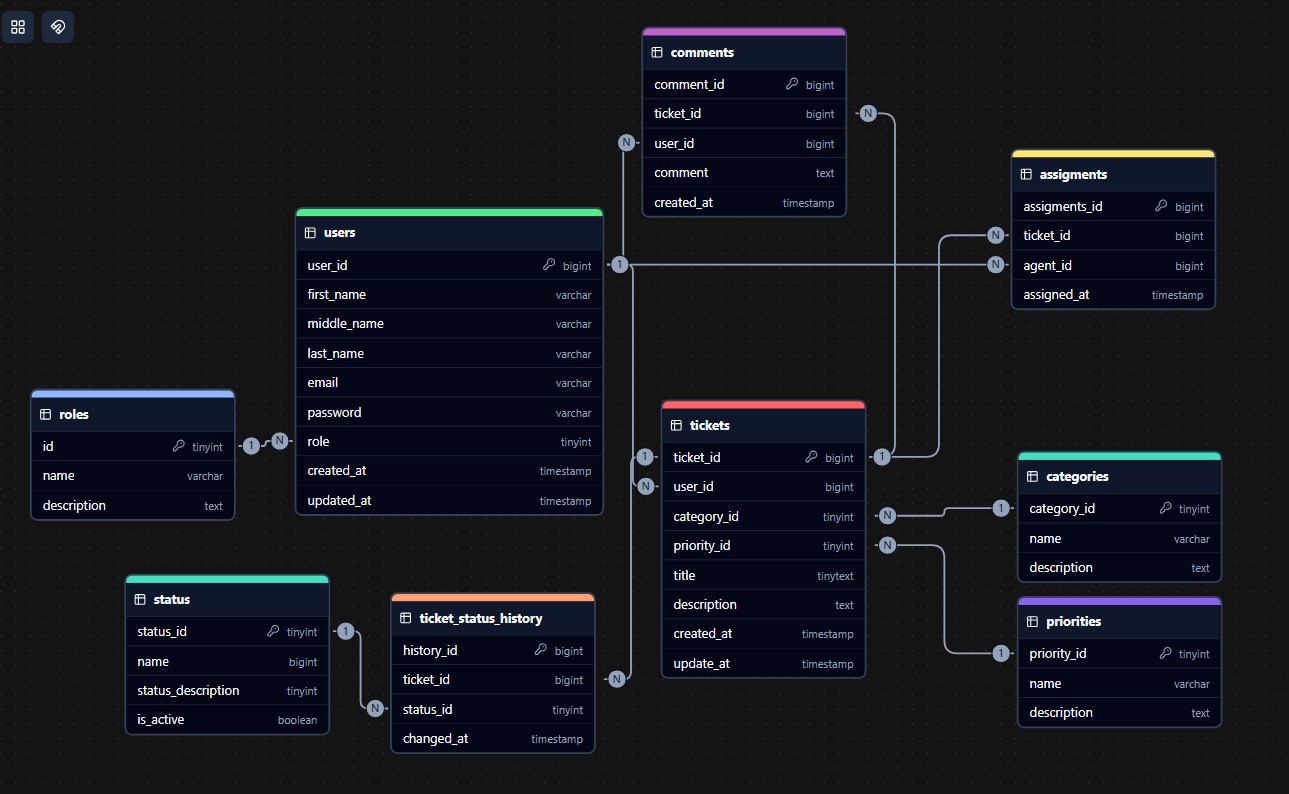 comments
comment_id bigint
ticket_id bigint
user_id bigint
comment text
created_at timestamp
assigments
assigments_id bigint
ticket_id bigint
agent_id bigint
assigned_at timestamp
users
user_id bigint
first_name varchar
middle_name varchar
last_name varchar
email varchar
password varchar
role tinyint
created_at timestamp
updated_at timestamp
roles
id tinyint
name varchar
description text
tickets
ticket_id bigint
user_id bigint
category_id tinyint
priority_id tinyint
title tinytext
description text
created_at timestamp
update_at timestamp
categories
category_id tinyint
name varchar
description text
status
status_id tinyint
name bigint
status_description tinyint
is_active boolean
ticket_status_history
history_id bigint
ticket_id bigint
status_id tinyint
changed_at timestamp
priorities
priority_id tinyint
name varchar
description text
N
N
1
N
N
1
N
1
N
1
N
1
N
1
1
N
N